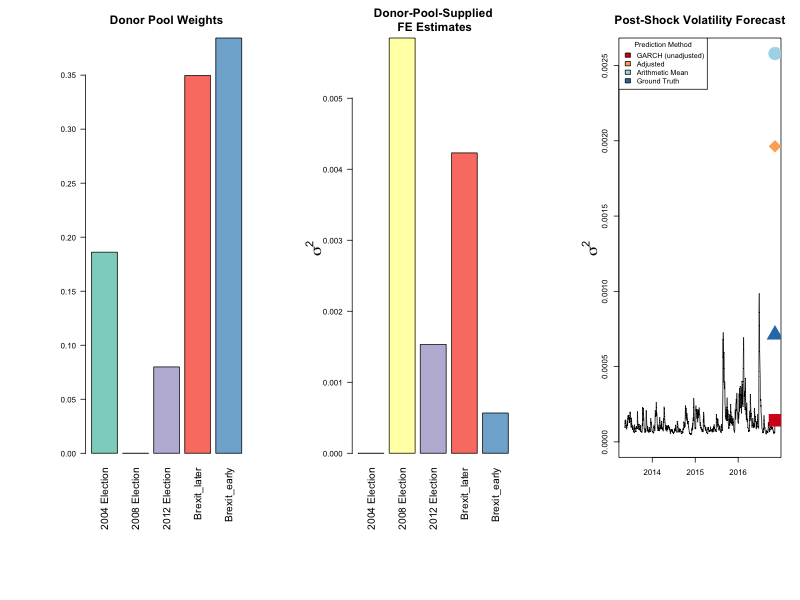 Donor Pool Weights
0.35
0.30
0.25
0.20
0.15
0.10
0.05
0.00
2004 Election
2008 Election
2012 Election
Brexit_later
Brexit_early
Donor-Pool-Supplied
FE Estimates
σ2
0.005
0.004
0.003
0.002
0.001
0.000
2004 Election
2008 Election
2012 Election
Brexit_later
Brexit_early
Post-Shock Volatility Forecast
Prediction Method
GARCH (unadjusted)
Adjusted
Arithmetic Mean
Ground Truth
σ2
0.0025
0.0020
0.0015
0.0010
0.0005
0.0000
2014
2015
2016